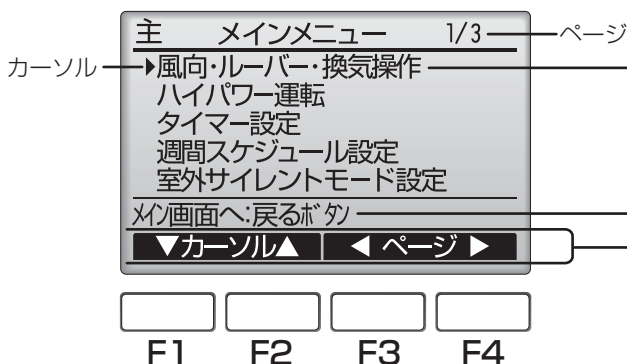 主 メインメニュー 1/3
ページ
カーソル
▶風向・ルーバー・換気操作
ハイパワー運転
タイマー設定
週間スケジュール設定
室外サイレントモード設定
メイン画面へ:戻るボタン
▼カーソル▲ ◀ ページ ▶
F1 F2 F3 F4